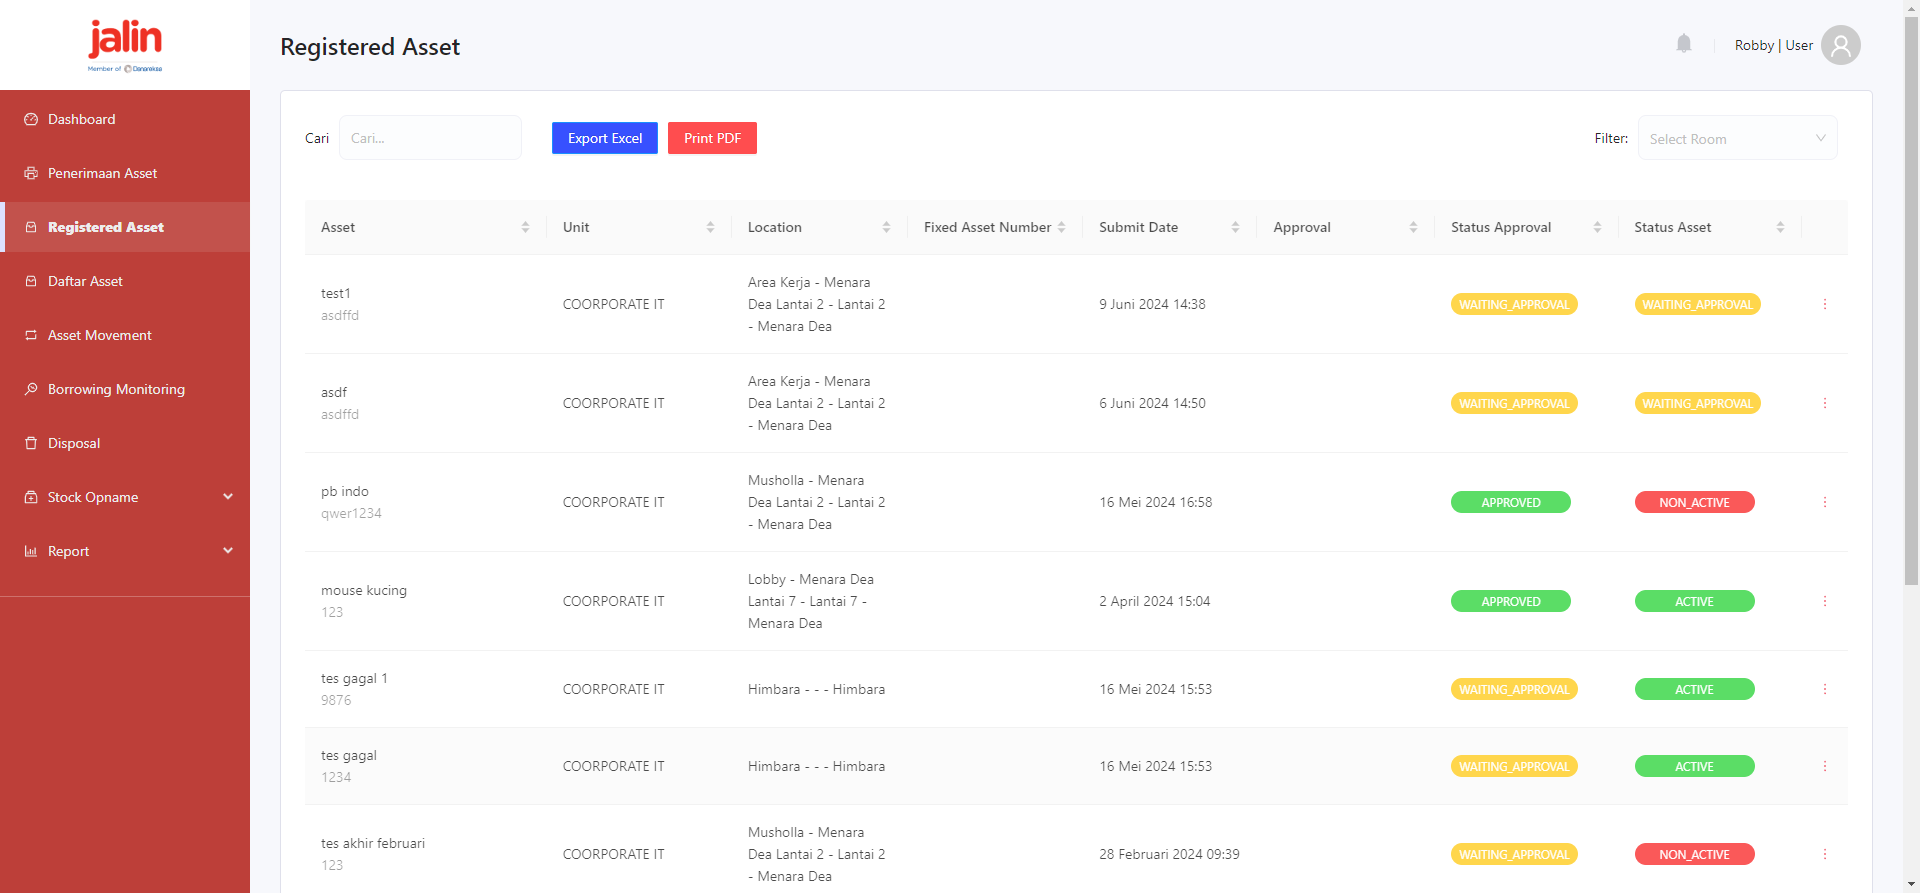 jalin
Member of Danareksa
Registered Asset
Robby | User
Dashboard
Penerimaan Asset
Registered Asset
Daftar Asset
Asset Movement
Borrowing Monitoring
Disposal
Stock Opname
Report
Cari
Cari...
Export Excel
Print PDF
Filter:
Select Room
Asset
Unit
Location
Fixed Asset Number
Submit Date
Approval
Status Approval
Status Asset
test1
asdffd
COORPORATE IT
Area Kerja - Menara
Dea Lantai 2 - Lantai 2
- Menara Dea
9 Juni 2024 14:38
WAITING_APPROVAL
WAITING_APPROVAL
asdf
asdffd
COORPORATE IT
Area Kerja - Menara
Dea Lantai 2 - Lantai 2
- Menara Dea
6 Juni 2024 14:50
WAITING_APPROVAL
WAITING_APPROVAL
pb indo
qwer1234
COORPORATE IT
Musholla - Menara
Dea Lantai 2 - Lantai 2
- Menara Dea
16 Mei 2024 16:58
APPROVED
NON_ACTIVE
mouse kucing
123
COORPORATE IT
Lobby - Menara Dea
Lantai 7 - Lantai 7 -
Menara Dea
2 April 2024 15:04
APPROVED
ACTIVE
tes gagal 1
9876
COORPORATE IT
Himbara - - - Himbara
16 Mei 2024 15:53
WAITING_APPROVAL
ACTIVE
tes gagal
1234
COORPORATE IT
Himbara - - - Himbara
16 Mei 2024 15:53
WAITING_APPROVAL
ACTIVE
tes akhir februari
123
COORPORATE IT
Musholla - Menara
Dea Lantai 2 - Lantai 2
- Menara Dea
28 Februari 2024 09:39
WAITING_APPROVAL
NON_ACTIVE